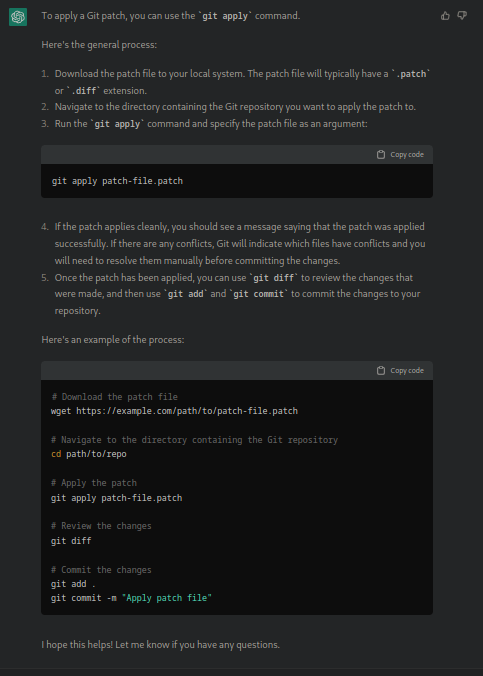 To apply a Git patch, you can use the `git apply` command.
Here's the general process:
1. Download the patch file to your local system. The patch file will typically have a `.patch`
or `.diff` extension.
2. Navigate to the directory containing the Git repository you want to apply the patch to.
3. Run the `git apply` command and specify the patch file as an argument:
Copy code
git apply patch-file.patch
4. If the patch applies cleanly, you should see a message saying that the patch was applied
successfully. If there are any conflicts, Git will indicate which files have conflicts and you
will need to resolve them manually before committing the changes.
5. Once the patch has been applied, you can use `git diff` to review the changes that
were made, and then use `git add` and `git commit` to commit the changes to your
repository.
Here's an example of the process:
Copy code
# Download the patch file
wget https://example.com/path/to/patch-file.patch
# Navigate to the directory containing the Git repository
cd path/to/repo
# Apply the patch
git apply patch-file.patch
# Review the changes
git diff
# Commit the changes
git add .
git commit -m "Apply patch file"
I hope this helps! Let me know if you have any questions.